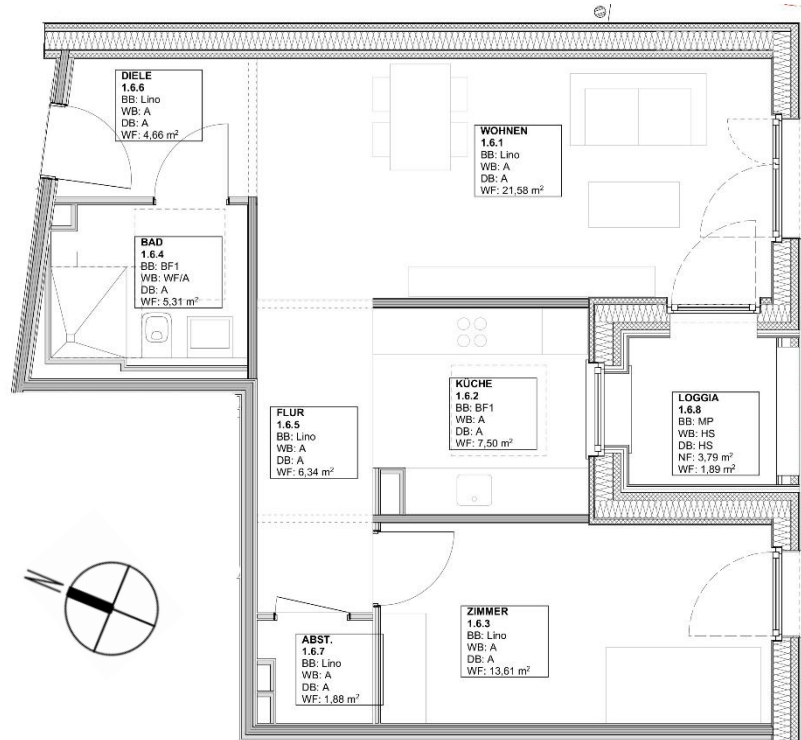 DIELE
1.6.6
BB: Lino
WB: A
DB: A
WF: 4,66 m²
WOHNEN
1.6.1
BB: Lino
WB: A
DB: A
WF: 21,58 m²
BAD
1.6.4
BB: BF1
WB: WF/A
DB: A
WF: 5,31 m²
KÜCHE
1.6.2
BB: BF1
WB: A
DB: A
WF: 7,50 m²
LOGGIA
1.6.8
BB: MP
WB: HS
DB: HS
NF: 3,79 m²
WF: 1,89 m²
FLUR
1.6.5
BB: Lino
WB: A
DB: A
WF: 6,34 m²
N
ZIMMER
1.6.3
BB: Lino
WB: A
DB: A
WF: 13,61 m²
ABST.
1.6.7
BB: Lino
WB: A
DB: A
WF: 1,88 m²